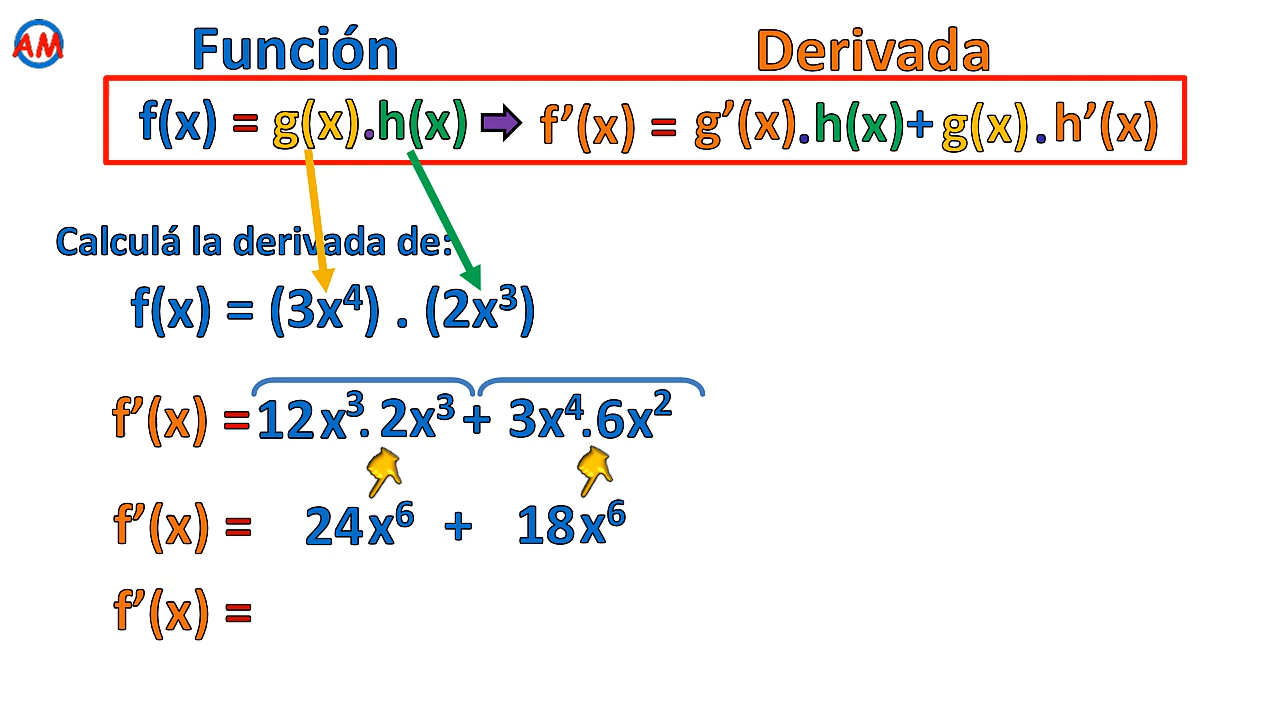 AM
Función Derivada
f(x) = g(x).h(x) ➡ f’(x) = g’(x).h(x)+g(x).h’(x)
Calculá la derivada de:
f(x) = (3x⁴) . (2x³)
f’(x) = 12x³.2x³+ 3x⁴.6x²
f’(x) = 24x⁶ + 18x⁶
f’(x) =